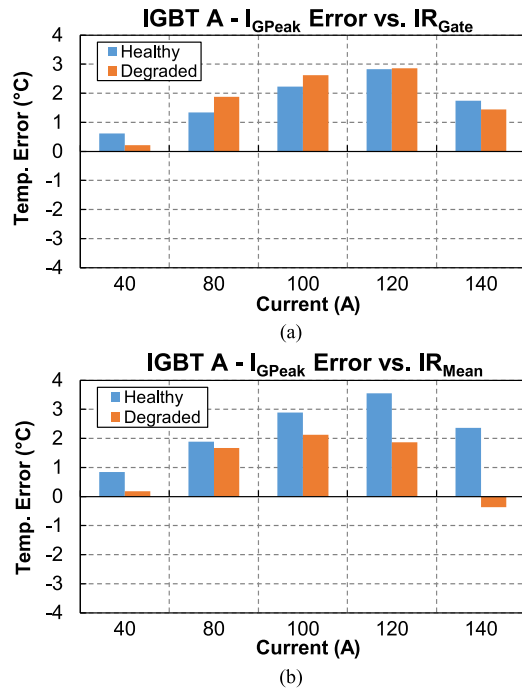 IGBT A - IGPeak Error vs. IRGate
Temp. Error (°C)
4
3
2
1
0
-1
-2
-3
-4
Healthy
Degraded
40 80 100 120 140
Current (A)
(a)
IGBT A - IGPeak Error vs. IRMean
Temp. Error (°C)
4
3
2
1
0
-1
-2
-3
-4
Healthy
Degraded
40 80 100 120 140
Current (A)
(b)